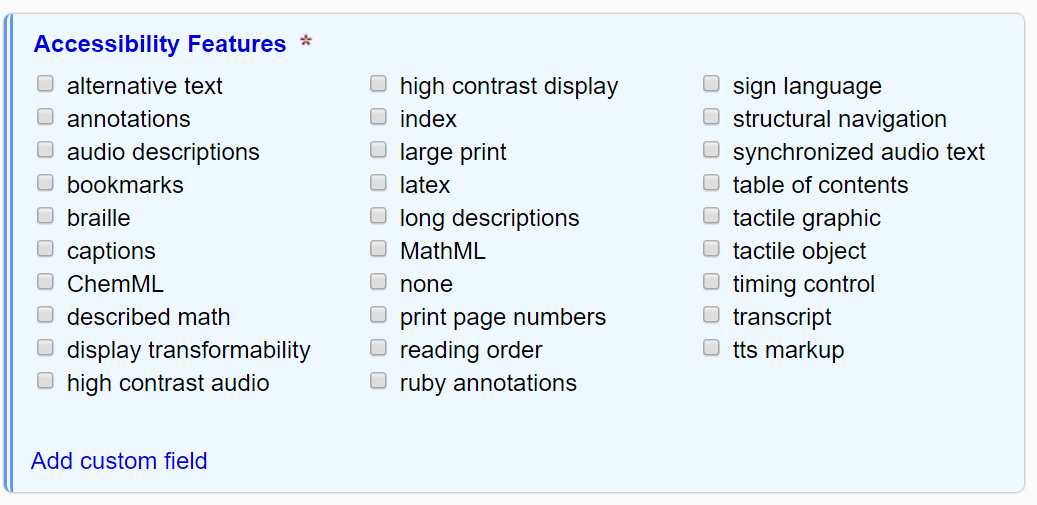 Accessibility Features *
alternative text
annotations
audio descriptions
bookmarks
braille
captions
ChemML
described math
display transformability
high contrast audio
high contrast display
index
large print
latex
long descriptions
MathML
none
print page numbers
reading order
ruby annotations
sign language
structural navigation
synchronized audio text
table of contents
tactile graphic
tactile object
timing control
transcript
tts markup
Add custom field